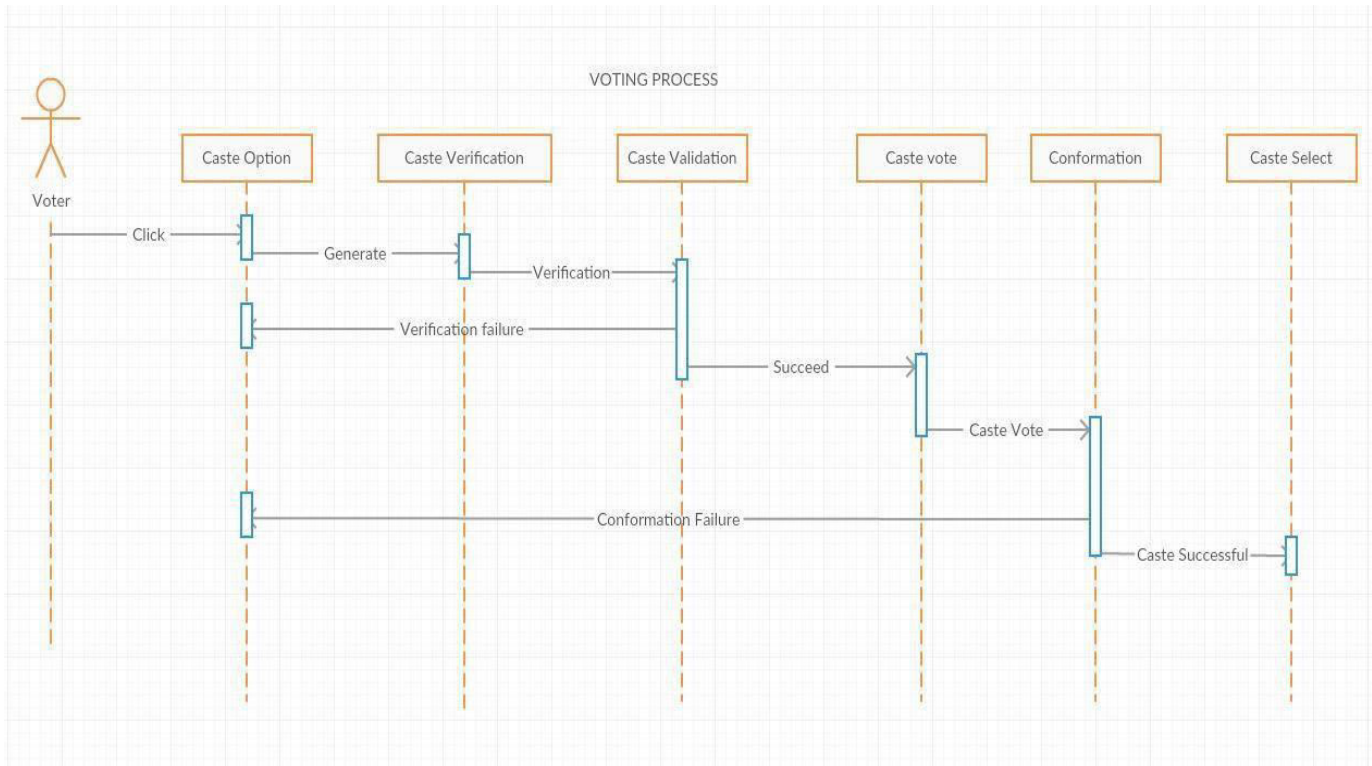 VOTING PROCESS
Caste Option
Caste Verification
Caste Validation
Caste vote
Conformation
Caste Select
Voter
Click
Generate
Verification
Verification failure
Succeed
Caste Vote
Conformation Failure
Caste Successful